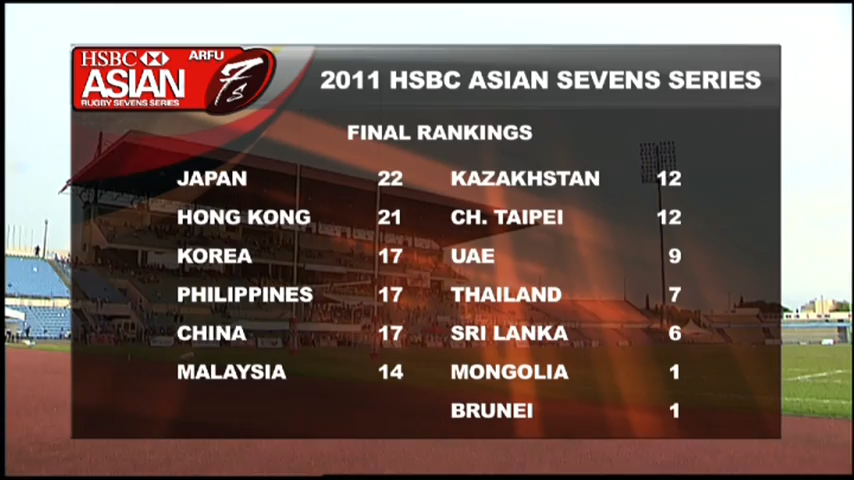 HSBC
ARFU
ASIAN
RUGBY SEVENS SERIES
7s
2011 HSBC ASIAN SEVENS SERIES
FINAL RANKINGS
JAPAN 22
HONG KONG 21
KOREA 17
PHILIPPINES 17
CHINA 17
MALAYSIA 14
KAZAKHSTAN 12
CH. TAIPEI 12
UAE 9
THAILAND 7
SRI LANKA 6
MONGOLIA 1
BRUNEI 1